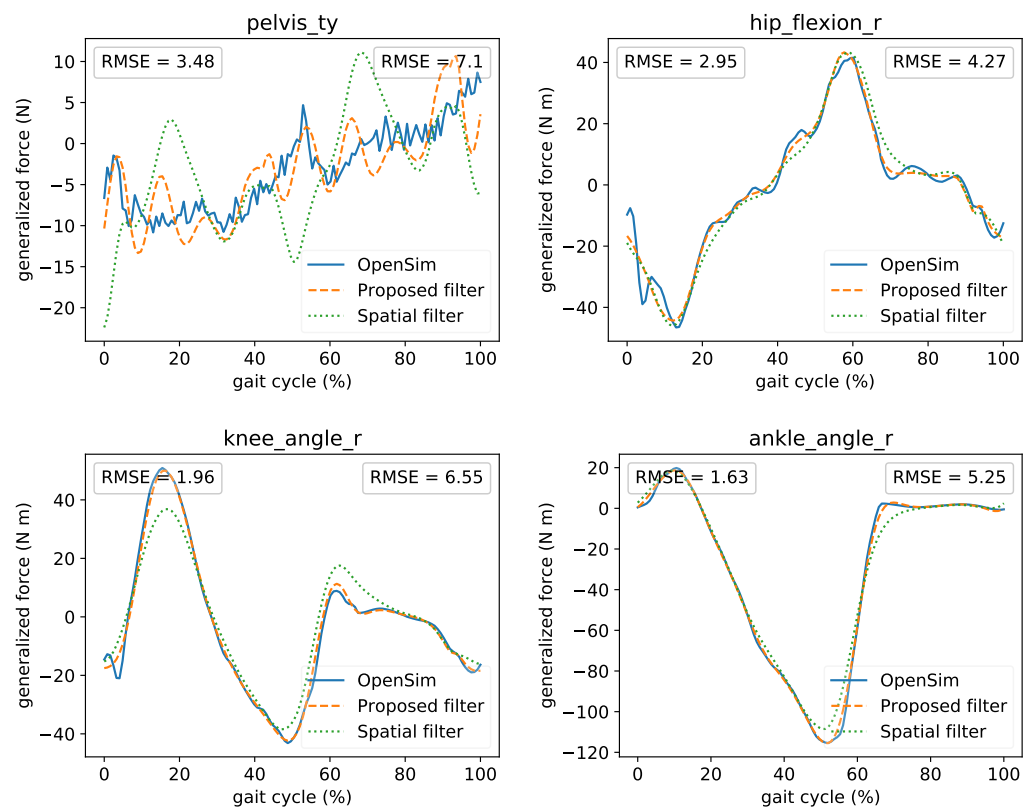 pelvis_ty
RMSE = 3.48
RMSE = 7.1
10
5
0
−5
−10
−15
−20
generalized force (N)
OpenSim
Proposed filter
Spatial filter
0 20 40 60 80 100
gait cycle (%)
hip_flexion_r
RMSE = 2.95
RMSE = 4.27
40
20
0
−20
−40
generalized force (N m)
OpenSim
Proposed filter
Spatial filter
0 20 40 60 80 100
gait cycle (%)
knee_angle_r
RMSE = 1.96
RMSE = 6.55
40
20
0
−20
−40
generalized force (N m)
OpenSim
Proposed filter
Spatial filter
0 20 40 60 80 100
gait cycle (%)
ankle_angle_r
RMSE = 1.63
RMSE = 5.25
20
0
−20
−40
−60
−80
−100
−120
generalized force (N m)
OpenSim
Proposed filter
Spatial filter
0 20 40 60 80 100
gait cycle (%)